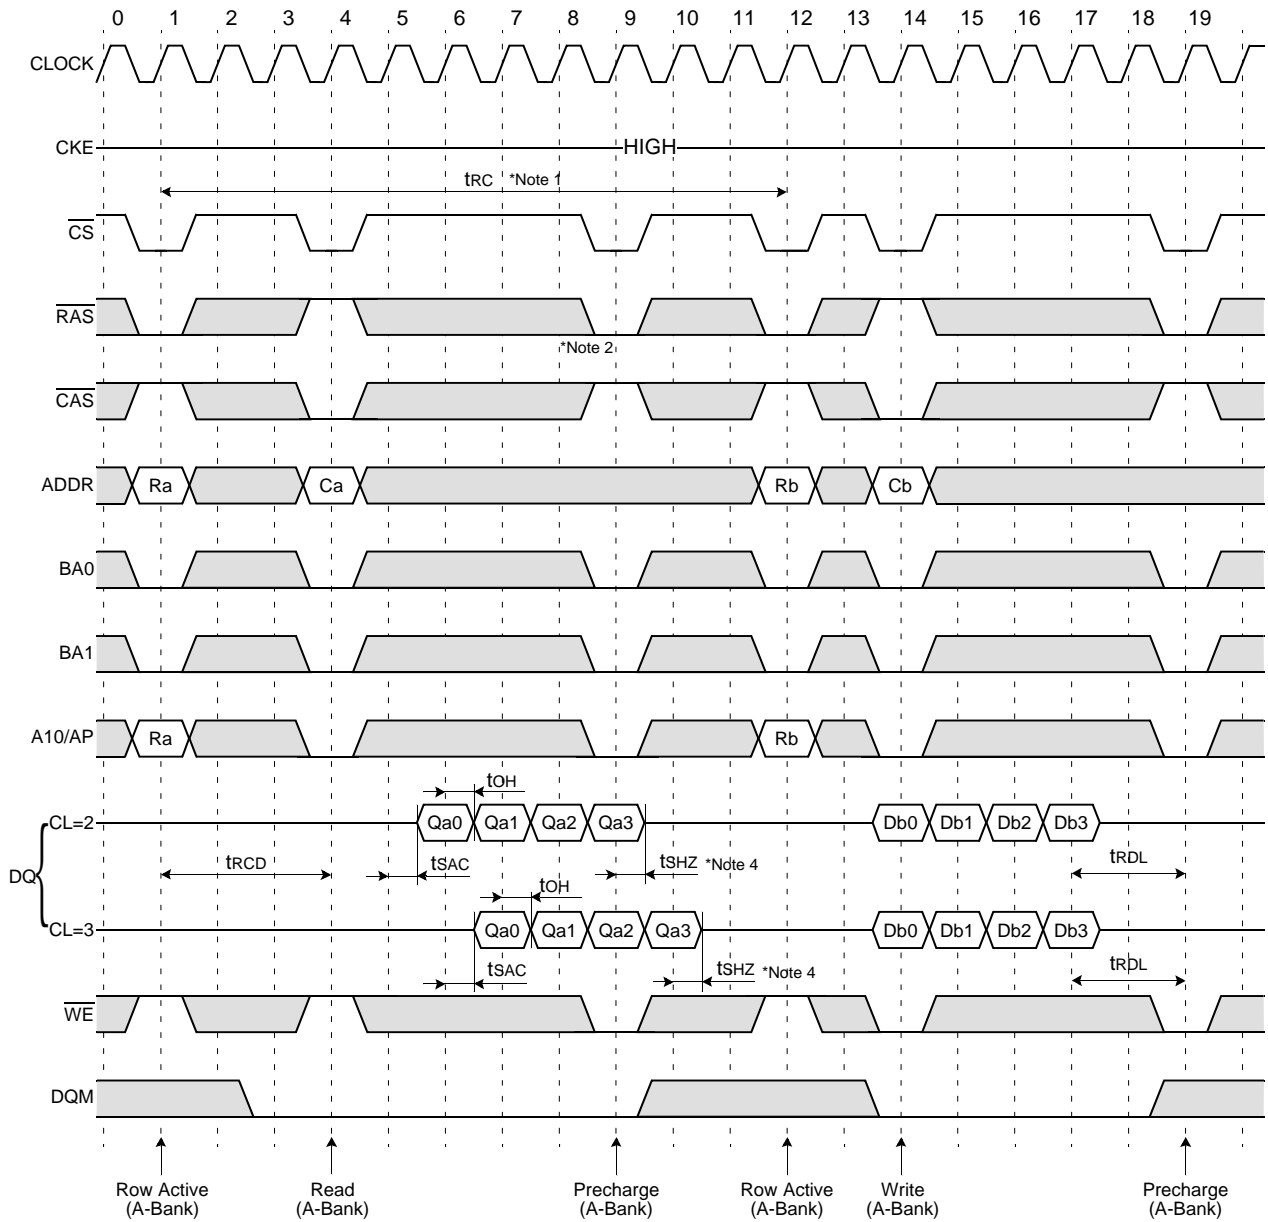 0 1 2 3 4 5 6 7 8 9 10 11 12 13 14 15 16 17 18 19
CLOCK
CKE
HIGH
tRC *Note 1
CS
RAS
*Note 2
CAS
ADDR Ra Ca Rb Cb
BA0
BA1
A10/AP Ra Rb
tOH
CL=2 Qa0 Qa1 Qa2 Qa3 Db0 Db1 Db2 Db3
DQ
tRCD tSAC tSHZ *Note 4 tRDL
tOH
CL=3 Qa0 Qa1 Qa2 Qa3 Db0 Db1 Db2 Db3
tSAC tSHZ *Note 4 tRDL
WE
DQM
Row Active Read Precharge Row Active Write Precharge
(A-Bank) (A-Bank) (A-Bank) (A-Bank) (A-Bank) (A-Bank)